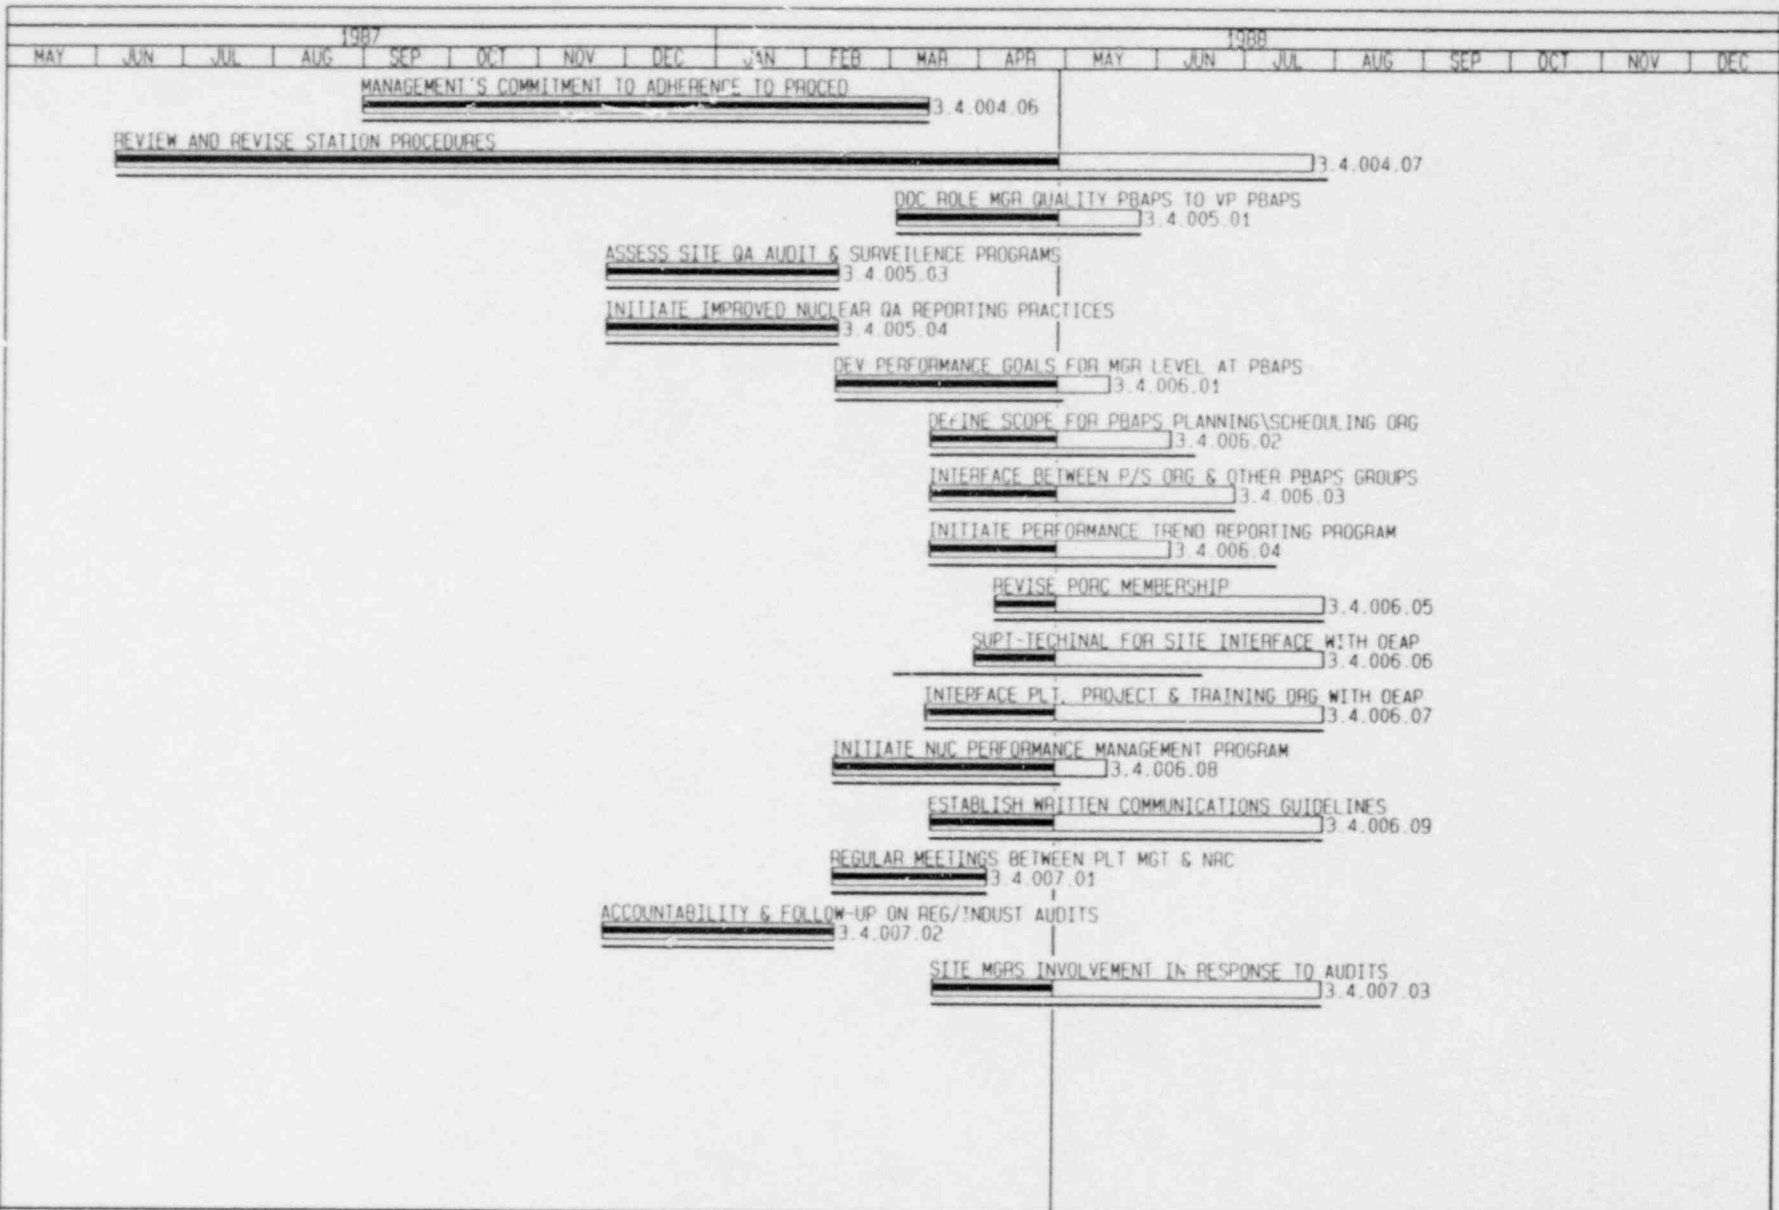 1987 1988
MAY JUN JUL AUG SEP OCT NOV DEC JAN FEB MAR APR MAY JUN JUL AUG SEP OCT NOV DEC
MANAGEMENT'S COMMITMENT TO ADHERENCE TO PROCED
3.4.004.06
REVIEW AND REVISE STATION PROCEDURES
3.4.004.07
DOC ROLE MGR QUALITY PBAPS TO VP PBAPS
3.4.005.01
ASSESS SITE QA AUDIT & SURVEILENCE PROGRAMS
3.4.005.03
INITIATE IMPROVED NUCLEAR QA REPORTING PRACTICES
3.4.005.04
DEV PERFORMANCE GOALS FOR MGR LEVEL AT PBAPS
3.4.006.01
DEFINE SCOPE FOR PBAPS PLANNING\SCHEDULING ORG
3.4.006.02
INTERFACE BETWEEN P/S ORG & OTHER PBAPS GROUPS
3.4.006.03
INITIATE PERFORMANCE TREND REPORTING PROGRAM
3.4.006.04
REVISE PORC MEMBERSHIP
3.4.006.05
SUPT-TECHINAL FOR SITE INTERFACE WITH OEAP
3.4.006.06
INTERFACE PLT, PROJECT & TRAINING ORG WITH OEAP
3.4.006.07
INITIATE NUC PERFORMANCE MANAGEMENT PROGRAM
3.4.006.08
ESTABLISH WRITTEN COMMUNICATIONS GUIDELINES
3.4.006.09
REGULAR MEETINGS BETWEEN PLT MGT & NRC
3.4.007.01
ACCOUNTABILITY & FOLLOW-UP ON REG/INDUST AUDITS
3.4.007.02
SITE MGRS INVOLVEMENT IN RESPONSE TO AUDITS
3.4.007.03